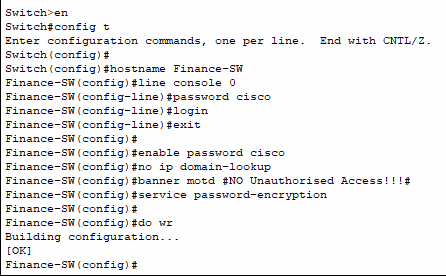 Switch>en
Switch#config t
Enter configuration commands, one per line.  End with CNTL/Z.
Switch(config)#
Switch(config)#hostname Finance-SW
Finance-SW(config)#line console 0
Finance-SW(config-line)#password cisco
Finance-SW(config-line)#login
Finance-SW(config-line)#exit
Finance-SW(config)#
Finance-SW(config)#enable password cisco
Finance-SW(config)#no ip domain-lookup
Finance-SW(config)#banner motd #NO Unauthorised Access!!!#
Finance-SW(config)#service password-encryption
Finance-SW(config)#
Finance-SW(config)#do wr
Building configuration...
[OK]
Finance-SW(config)#